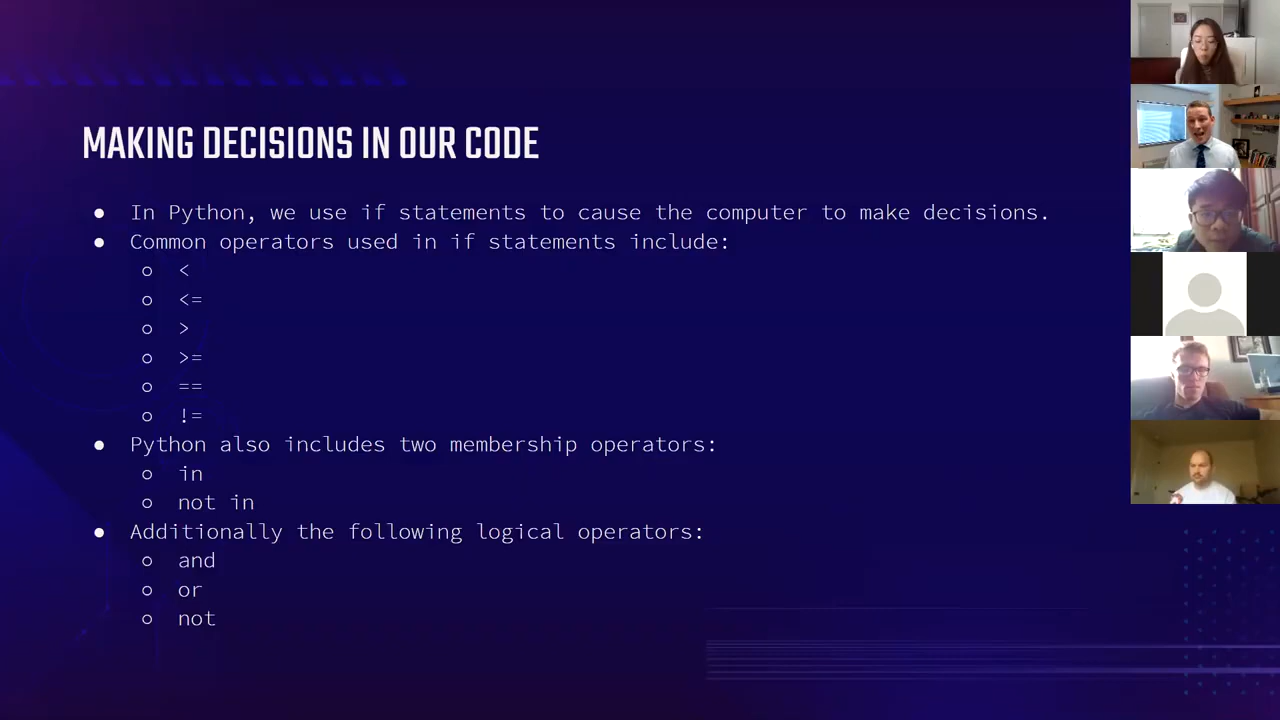 MAKING DECISIONS IN OUR CODE
● In Python, we use if statements to cause the computer to make decisions.
● Common operators used in if statements include:
○ <
○ <=
○ >
○ >=
○ ==
○ !=
● Python also includes two membership operators:
○ in
○ not in
● Additionally the following logical operators:
○ and
○ or
○ not